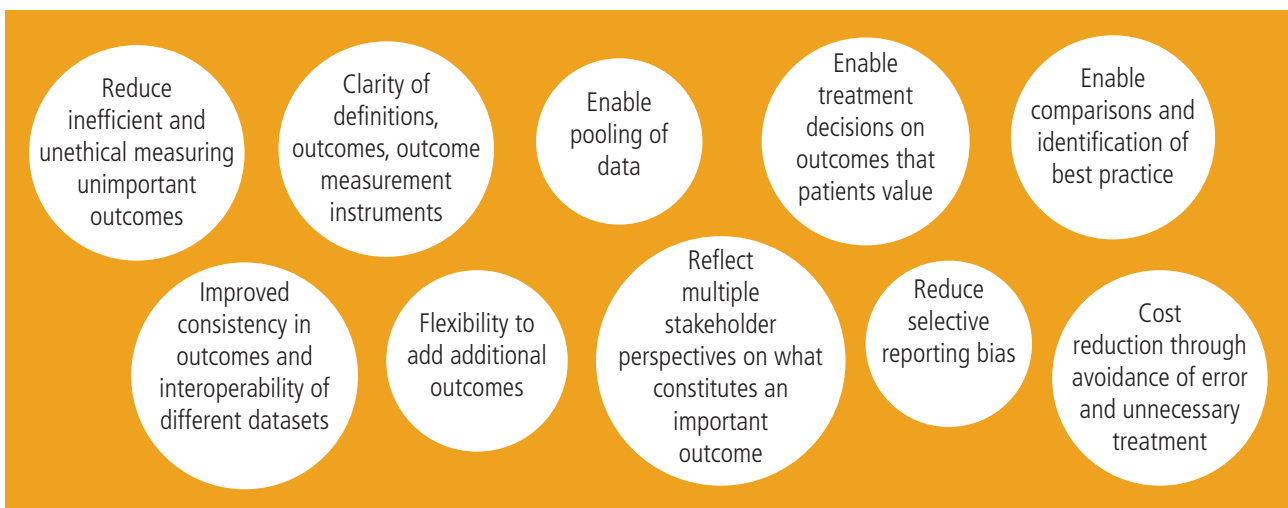 Reduce
inefficient and
unethical measuring
unimportant
outcomes
Clarity of
definitions,
outcomes, outcome
measurement
instruments
Enable
pooling of
data
Enable
treatment
decisions on
outcomes that
patients value
Enable
comparisons and
identification of
best practice
Improved
consistency in
outcomes and
interoperability of
different datasets
Flexibility to
add additional
outcomes
Reflect
multiple
stakeholder
perspectives on what
constitutes an
important
outcome
Reduce
selective
reporting bias
Cost
reduction through
avoidance of error
and unnecessary
treatment